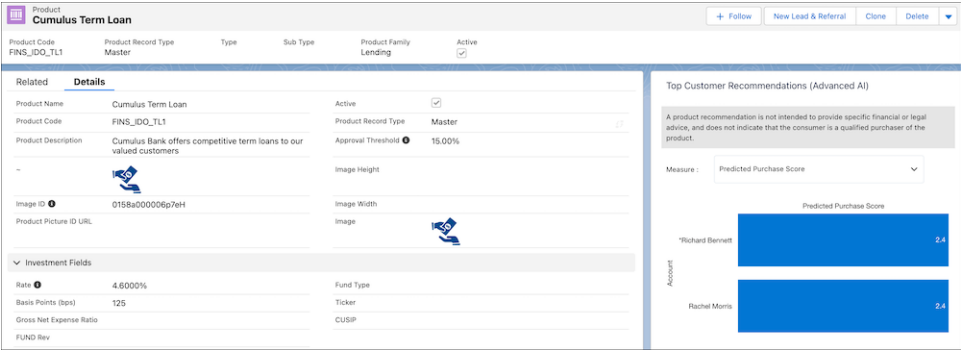 Product
Cumulus Term Loan
+ Follow
New Lead & Referral
Clone
Delete
Product Code
Product Record Type
Type
Sub Type
Product Family
Active
FINS_IDO_TL1
Master
Lending
Related
Details
Product Name
Cumulus Term Loan
Active
Product Code
FINS_IDO_TL1
Product Record Type
Master
Product Description
Cumulus Bank offers competitive term loans to our
valued customers
Approval Threshold
15.00%
–
Image Height
Image ID
0158a000006p7eH
Image Width
Product Picture ID URL
Image
Investment Fields
Rate
4.6000%
Fund Type
Basis Points (bps)
125
Ticker
Gross Net Expense Ratio
CUSIP
FUND Rev
Top Customer Recommendations (Advanced AI)
A product recommendation is not intended to provide specific financial or legal
advice, and does not indicate that the consumer is a qualified purchaser of the
product.
Measure :
Predicted Purchase Score
Predicted Purchase Score
Account
"Richard Bennett
2.4
Rachel Morris
2.4